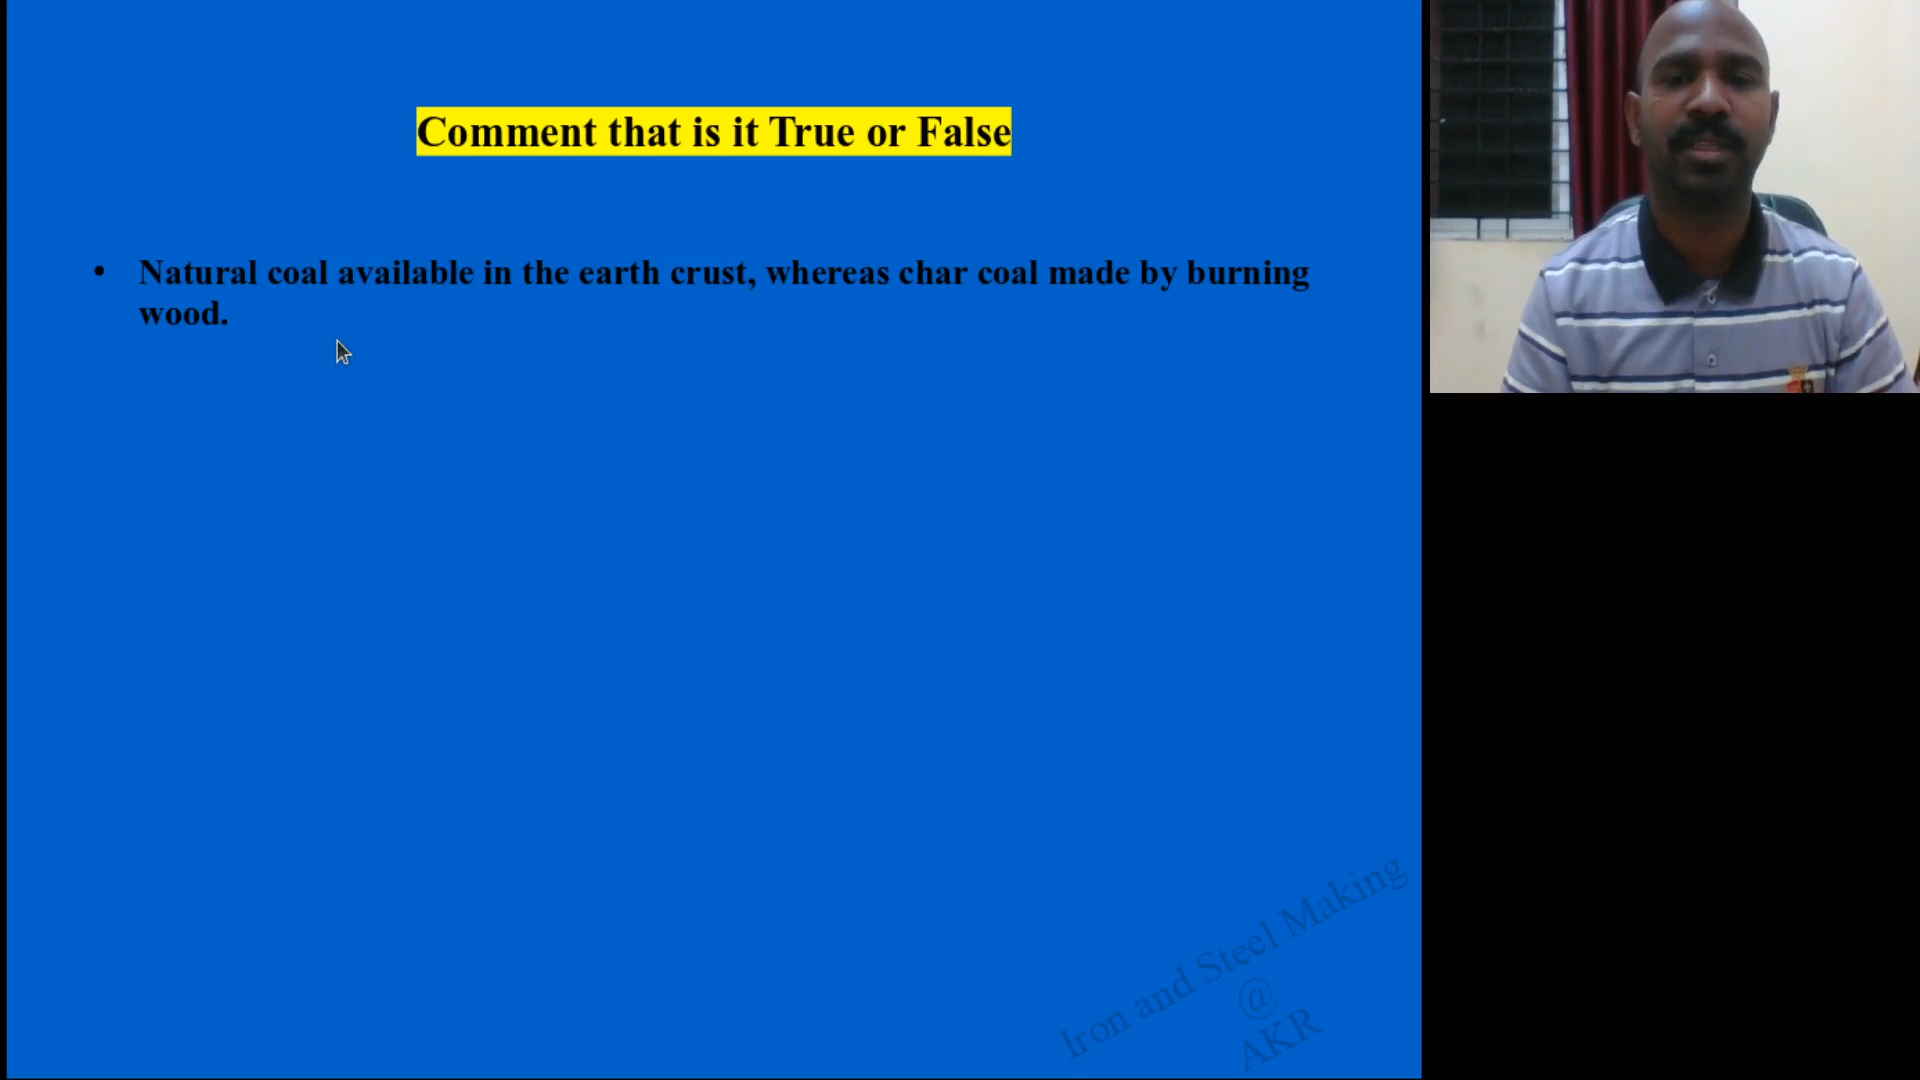 Comment that is it True or False
• Natural coal available in the earth crust, whereas char coal made by burning
wood.
Iron and Steel Making
@
AKR